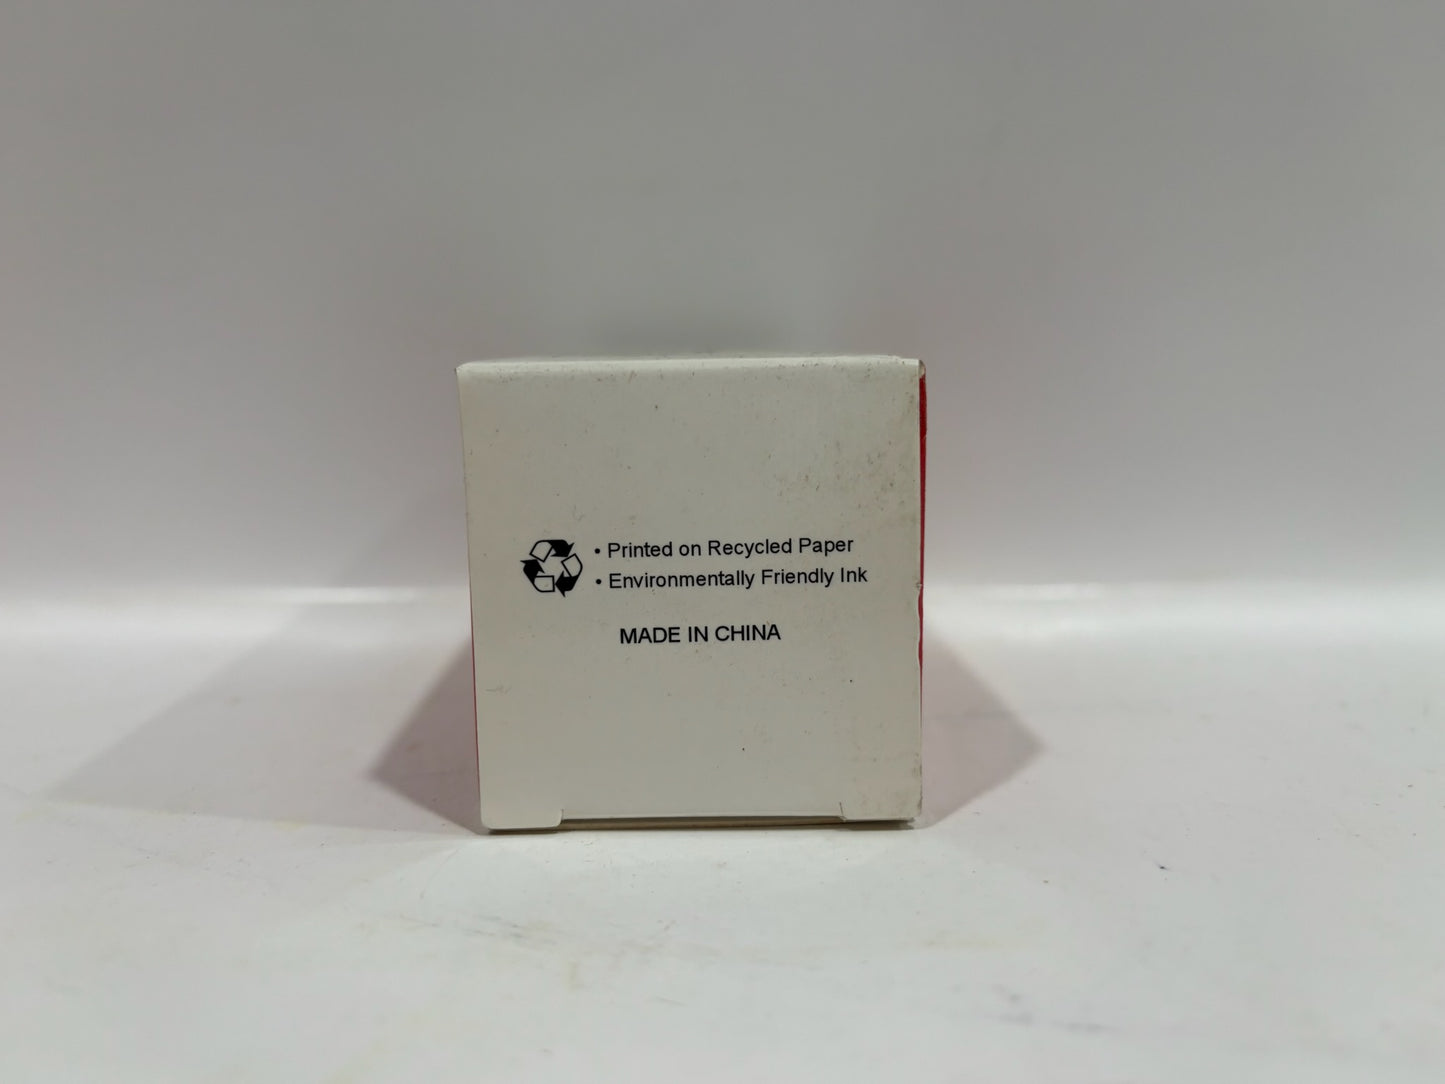 • Printed on Recycled Paper
• Environmentally Friendly Ink
MADE IN CHINA